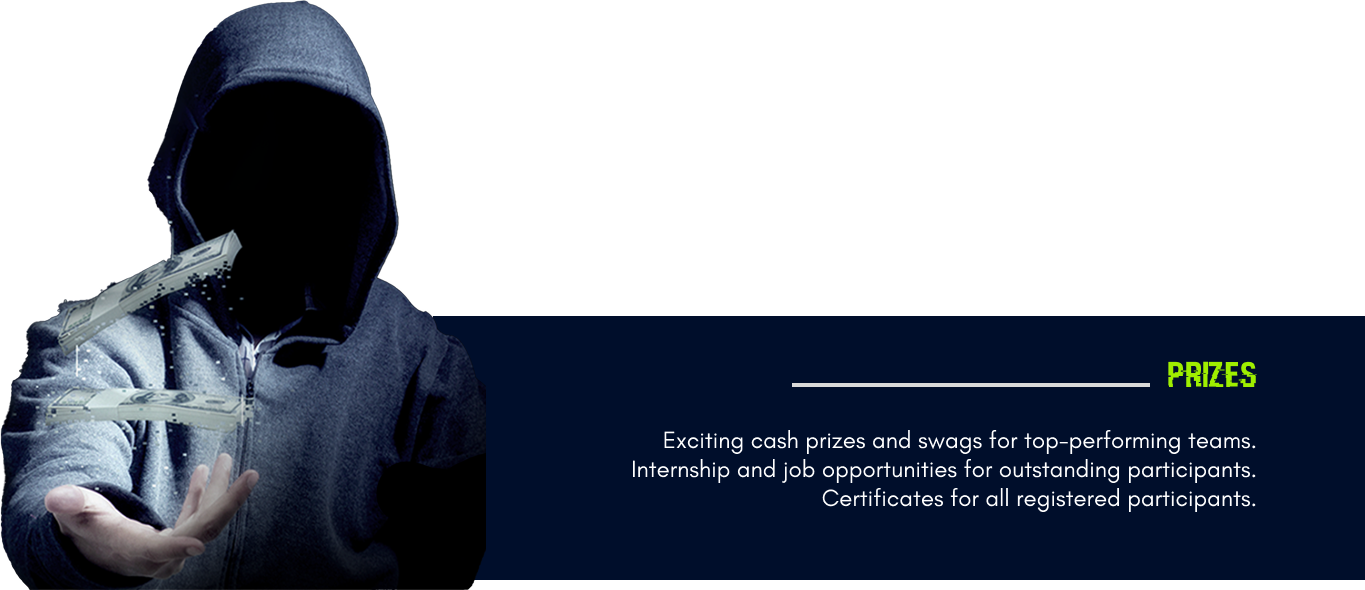 PRIZES
Exciting cash prizes and swags for top-performing teams.
Internship and job opportunities for outstanding participants.
Certificates for all registered participants.